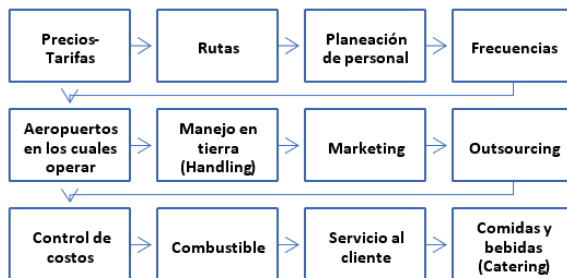 Precios-
Tarifas
Rutas
Planeación
de personal
Frecuencias
Aeropuertos
en los cuales
operar
Manejo en
tierra
(Handling)
Marketing
Outsourcing
Control de
costos
Combustible
Servicio al
cliente
Comidas y
bebidas
(Catering)